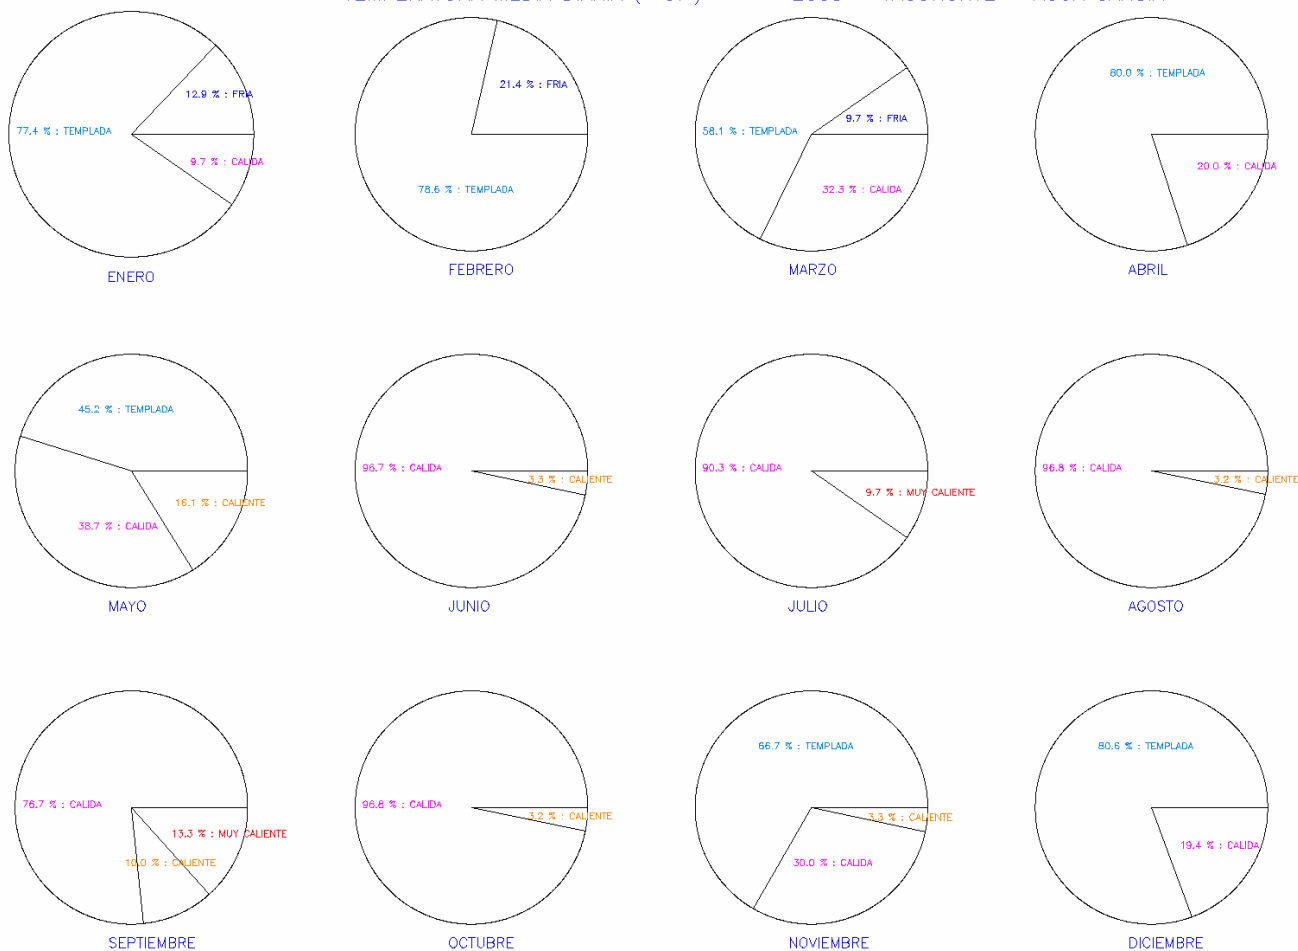 12.9 % : FRIA
77.4 % : TEMPLADA
9.7 % : CALIDA
ENERO
21.4 % : FRIA
78.6 % : TEMPLADA
FEBRERO
9.7 % : FRIA
58.1 % : TEMPLADA
32.3 % : CALIDA
MARZO
80.0 % : TEMPLADA
20.0 % : CALIDA
ABRIL
45.2 % : TEMPLADA
16.1 % : CALIENTE
38.7 % : CALIDA
MAYO
96.7 % : CALIDA
3.3 % : CALIENTE
JUNIO
90.3 % : CALIDA
9.7 % : MUY CALIENTE
JULIO
96.8 % : CALIDA
3.2 % : CALIENTE
AGOSTO
76.7 % : CALIDA
13.3 % : MUY CALIENTE
10.0 % : CALIENTE
SEPTIEMBRE
96.8 % : CALIDA
3.2 % : CALIENTE
OCTUBRE
66.7 % : TEMPLADA
3.3 % : CALIENTE
30.0 % : CALIDA
NOVIEMBRE
80.6 % : TEMPLADA
19.4 % : CALIDA
DICIEMBRE